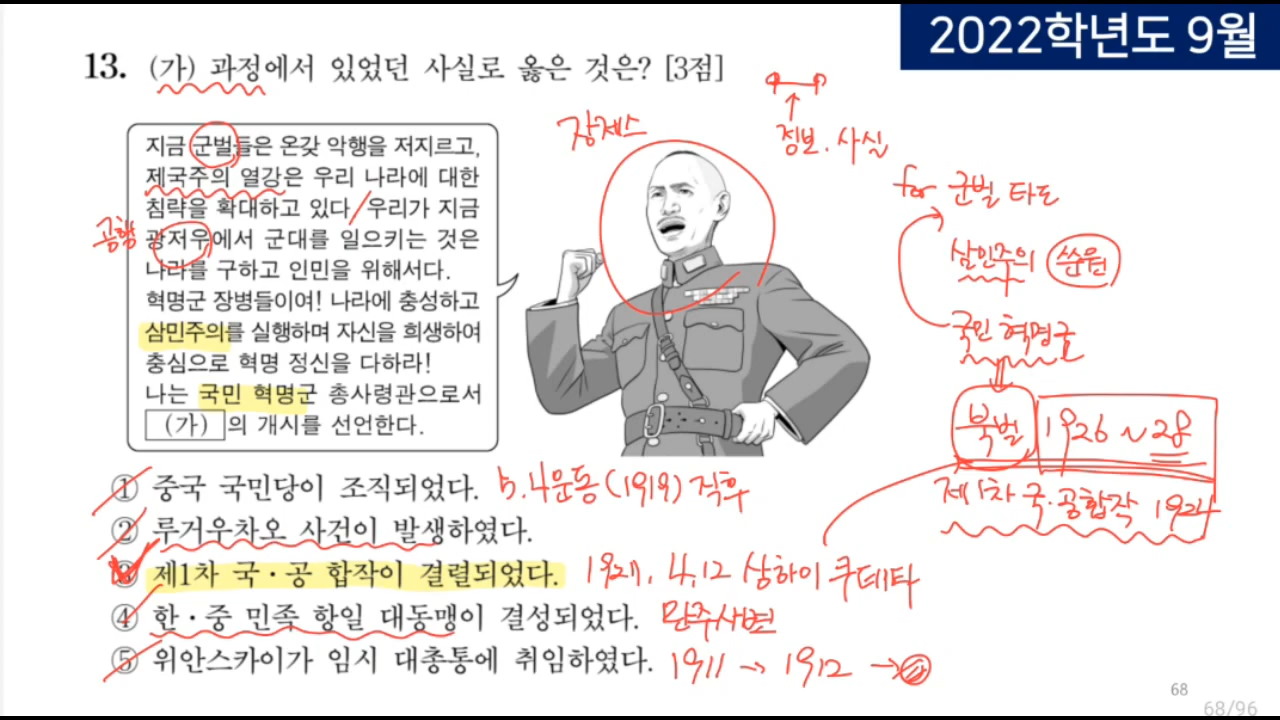 2022학년도 9월
13. (가) 과정에서 있었던 사실로 옳은 것은? [3점]
정보.사실
장제스
지금 군벌들은 온갖 악행을 저지르고,
제국주의 열강은 우리 나라에 대한
침략을 확대하고 있다. 우리가 지금
광저우에서 군대를 일으키는 것은
나라를 구하고 인민을 위해서다.
혁명군 장병들이여! 나라에 충성하고
삼민주의를 실행하며 자신을 희생하여
충심으로 혁명 정신을 다하라!
나는 국민 혁명군 총사령관으로서
(가) 의 개시를 선언한다.
for 군벌 타도
삼민주의 쑨원
국민 혁명군
북벌 1926 ~ 28
제1차 국·공합작 1924
① 중국 국민당이 조직되었다. 5.4운동(1919) 직후
② 루거우차오 사건이 발생하였다.
③ 제1차 국·공 합작이 결렬되었다. 1927. 4.12 상하이 쿠데타
④ 한·중 민족 항일 대동맹이 결성되었다. 만주사변
⑤ 위안스카이가 임시 대총통에 취임하였다. 1911 → 1912 →
68
68/96